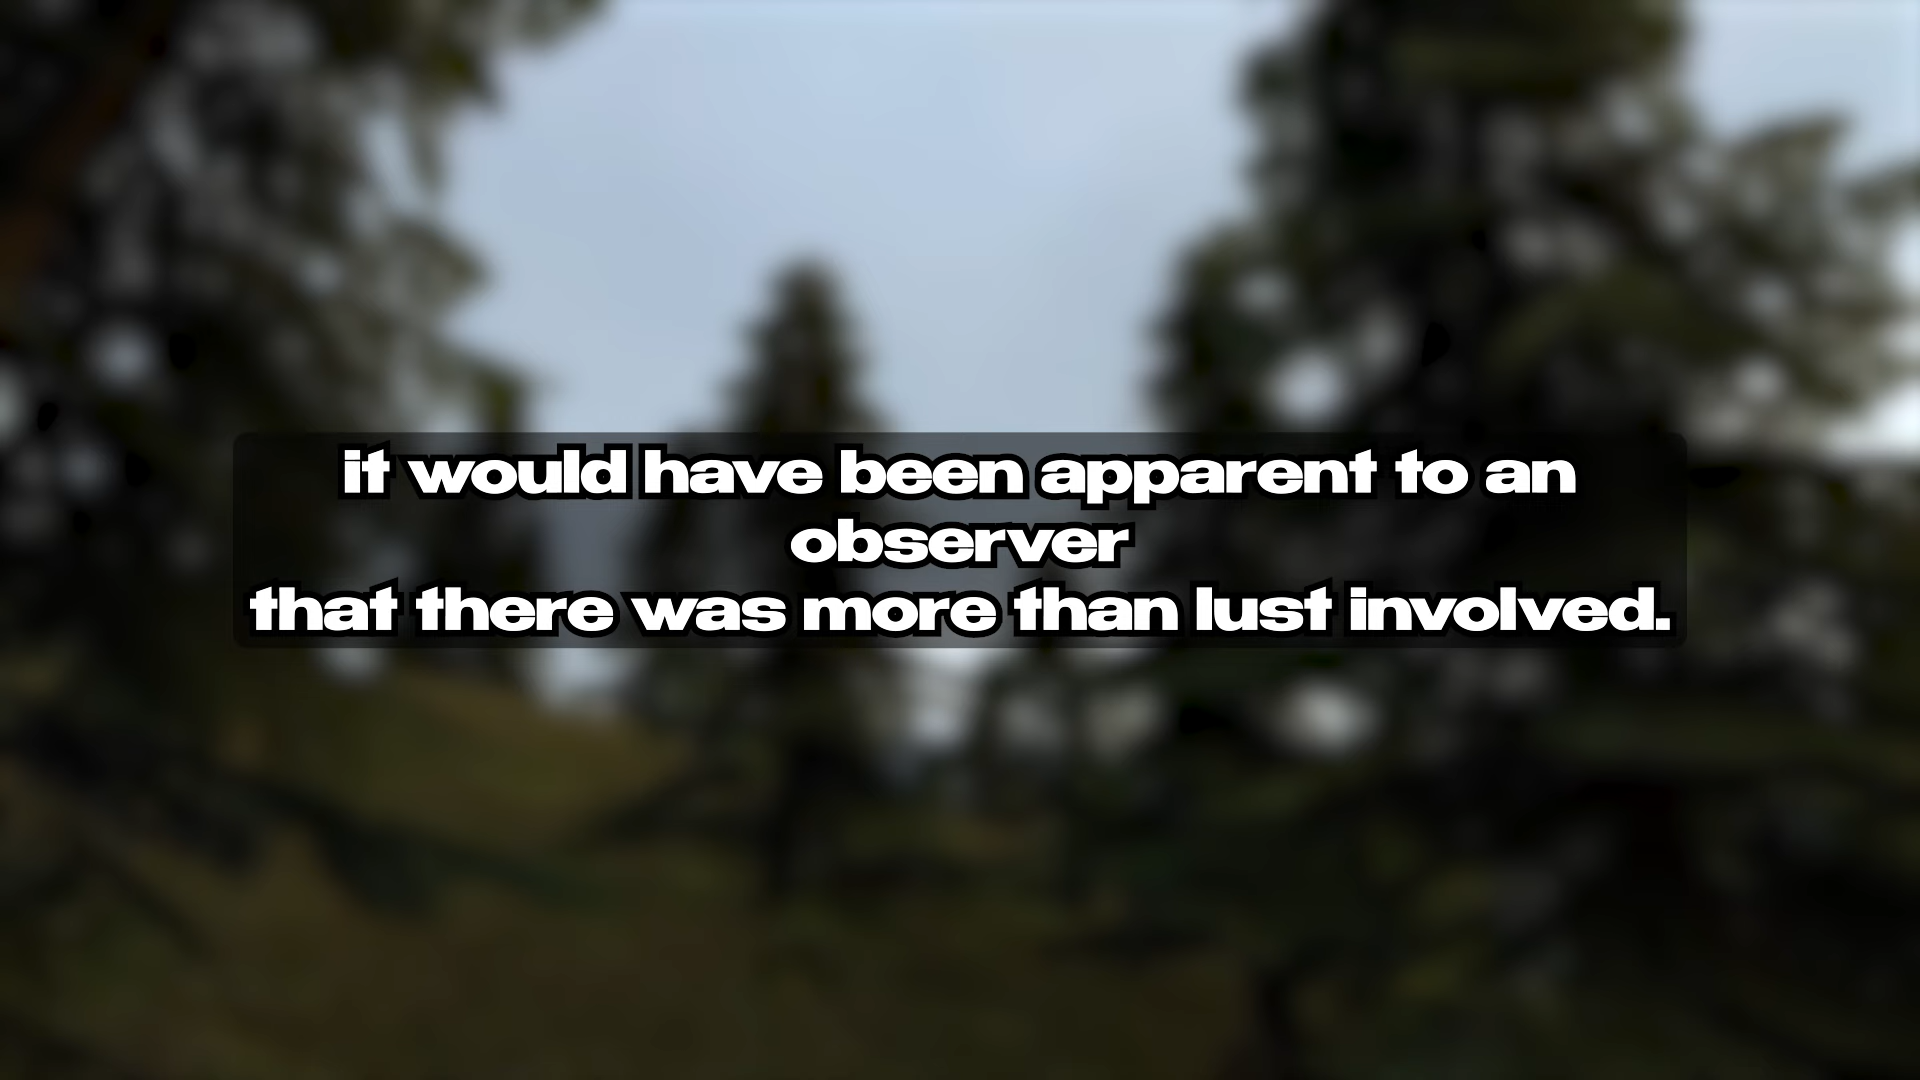 it would have been apparent to an
observer
that there was more than lust involved.